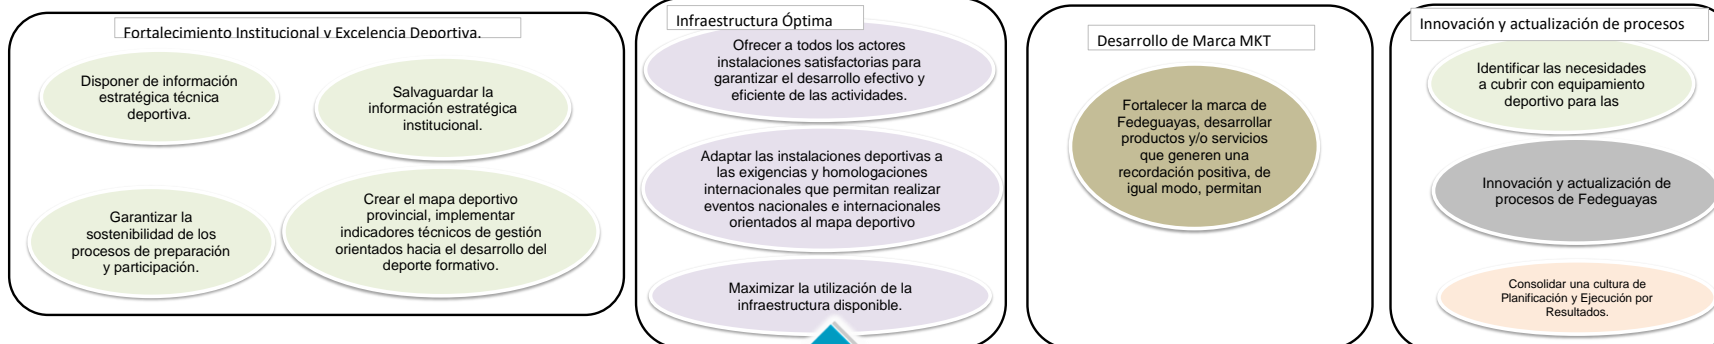 Fortalecimiento Institucional y Excelencia Deportiva.
Disponer de información
estratégica técnica
deportiva.
Salvaguardar la
información estratégica
institucional.
Garantizar la
sostenibilidad de los
procesos de preparación
y participación.
Crear el mapa deportivo
provincial, implementar
indicadores técnicos de gestión
orientados hacia el desarrollo del
deporte formativo.
Infraestructura Óptima
Ofrecer a todos los actores
instalaciones satisfactorias para
garantizar el desarrollo efectivo y
eficiente de las actividades.
Adaptar las instalaciones deportivas a
las exigencias y homologaciones
internacionales que permitan realizar
eventos nacionales e internacionales
orientados al mapa deportivo
Maximizar la utilización de la
infraestructura disponible.
Desarrollo de Marca MKT
Fortalecer la marca de
Fedeguayas, desarrollar
productos y/o servicios
que generen una
recordación positiva, de
igual modo, permitan
Innovación y actualización de procesos
Identificar las necesidades
a cubrir con equipamiento
deportivo para las
Innovación y actualización de
procesos de Fedeguayas
Consolidar una cultura de
Planificación y Ejecución por
Resultados.